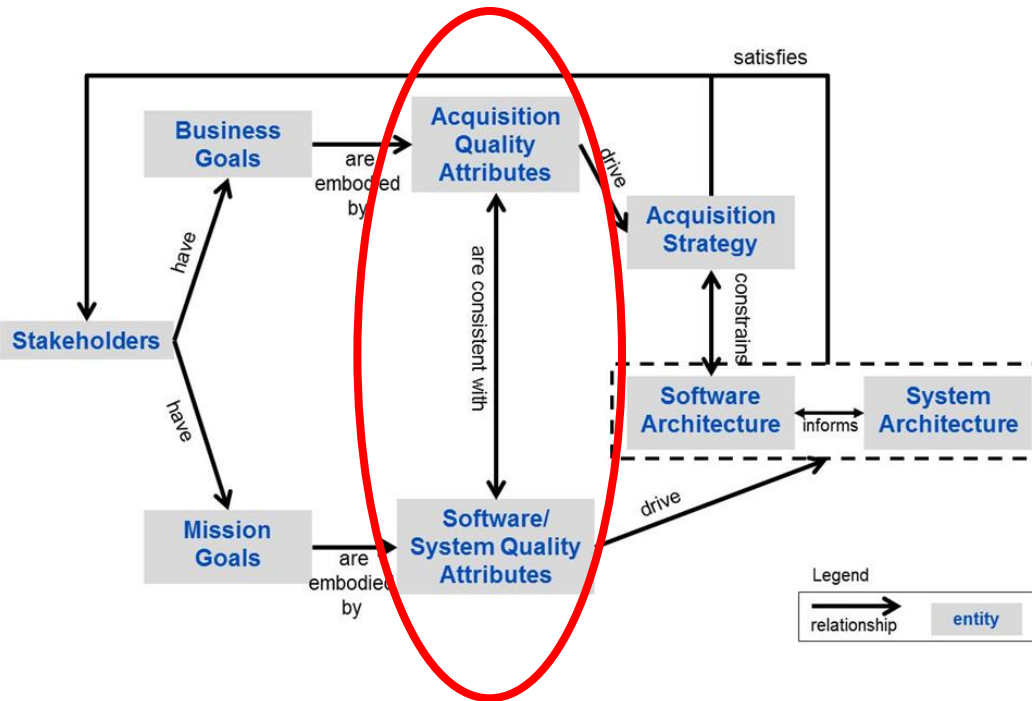 satisfies
Business
Goals
are
embodied
by
Acquisition
Quality
Attributes
drive
Acquisition
Strategy
have
are consistent with
constrains
Stakeholders
have
Software
Architecture
informs
System
Architecture
Mission
Goals
are
embodied
by
Software/
System Quality
Attributes
drive
Legend
relationship
entity